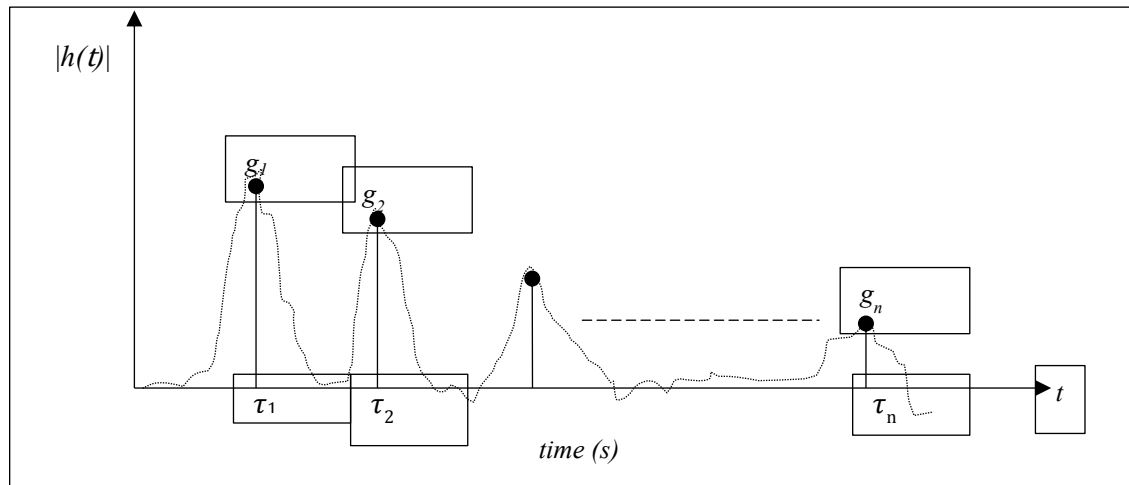 |h(t)|
g1
g2
gn
τ1
τ2
τn
t
time (s)